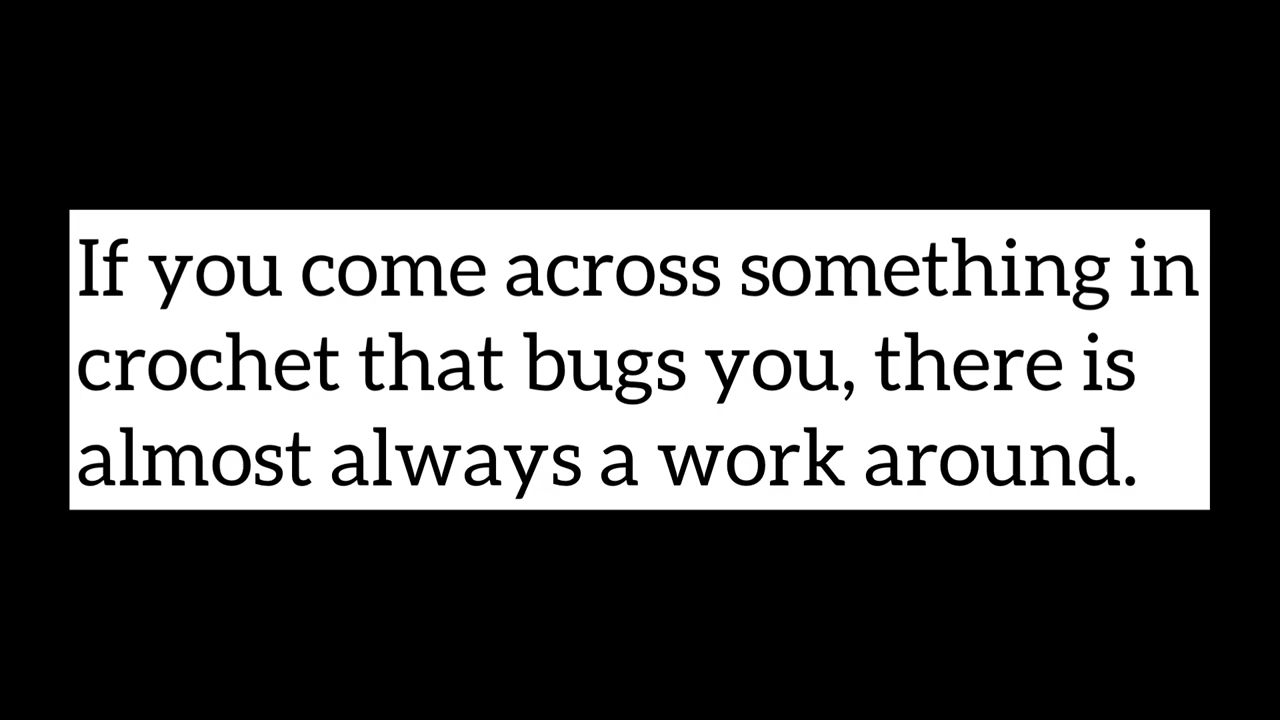 If you come across something in
crochet that bugs you, there is
almost always a work around.